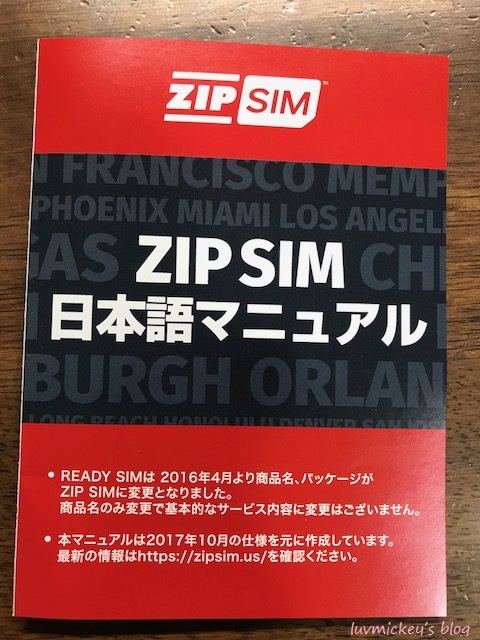 ZIP SIM™
N FRANCISCO MEMP
PHOENIX MIAMI LOS ANGEL
GAS ZIP SIM CHI
日本語マニュアル
BURGH ORLAN
LONG BEACH HONOLULU DENVER SAN JOS
• READY SIMは 2016年4月より商品名、パッケージが
ZIP SIMに変更となりました。
商品名のみ変更で基本的なサービス内容に変更はございません。
• 本マニュアルは2017年10月の仕様を元に作成しています。
最新の情報はhttps://zipsim.us/を確認ください。
luvmickey's blog